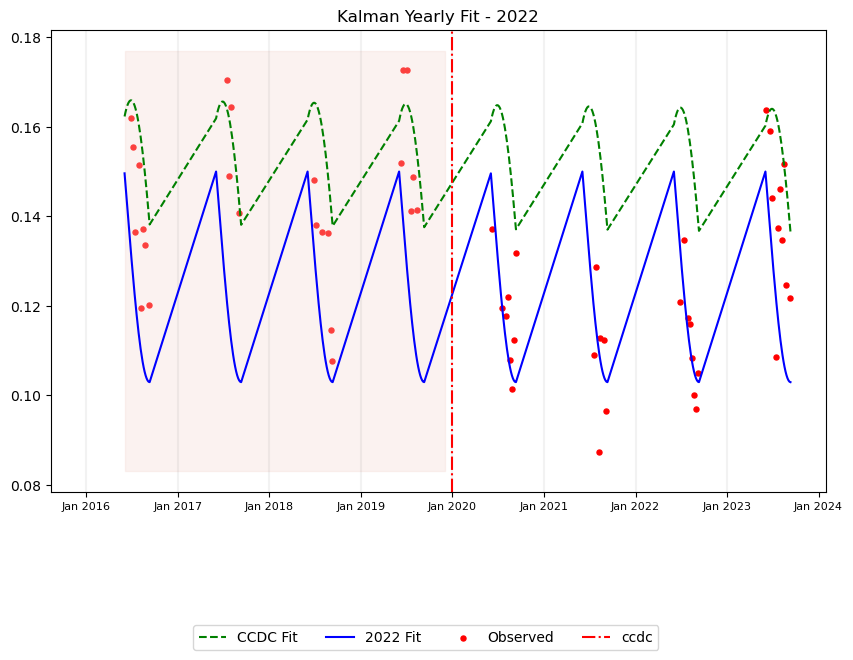 Kalman Yearly Fit - 2022
0.18
0.16
0.14
0.12
0.10
0.08
Jan 2016 Jan 2017 Jan 2018 Jan 2019 Jan 2020 Jan 2021 Jan 2022 Jan 2023 Jan 2024
CCDC Fit 2022 Fit Observed ccdc